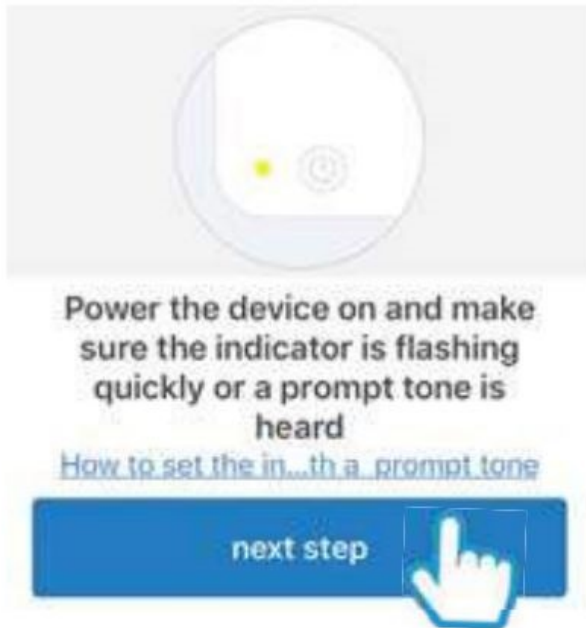 Power the device on and make
sure the indicator is flashing
quickly or a prompt tone is
heard
How to set the in...th a prompt tone
next step